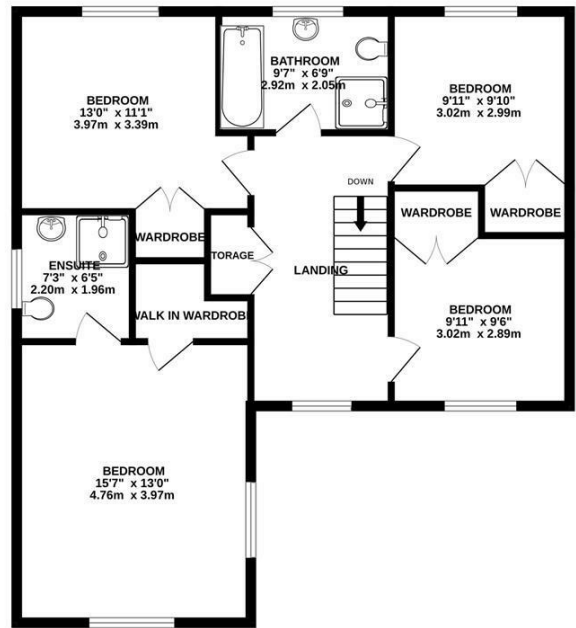 BEDROOM
13'0" x 11'1"
3.97m x 3.39m
BATHROOM
9'7" x 6'9"
2.92m x 2.05m
BEDROOM
9'11" x 9'10"
3.02m x 2.99m
DOWN
WARDROBE
WARDROBE
WARDROBE
TORAGE
LANDING
ENSUITE
7'3" x 6'5"
2.20m x 1.96m
WALK IN WARDROBE
BEDROOM
9'11" x 9'6"
3.02m x 2.89m
BEDROOM
15'7" x 13'0"
4.76m x 3.97m